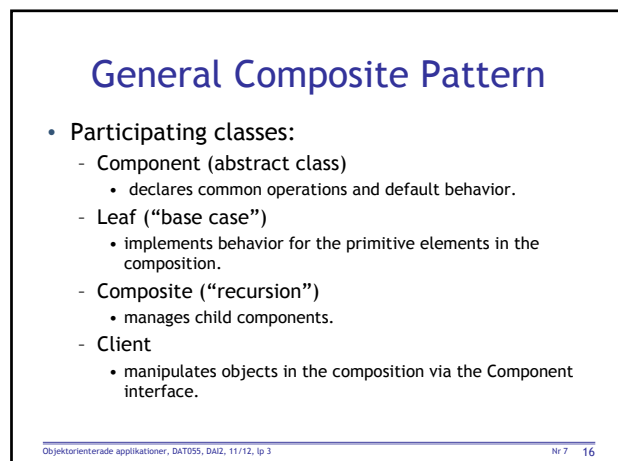 General Composite Pattern
• Participating classes:
– Component (abstract class)
• declares common operations and default behavior.
– Leaf (“base case”)
• implements behavior for the primitive elements in the
composition.
– Composite (“recursion”)
• manages child components.
– Client
• manipulates objects in the composition via the Component
interface.
Objektorienterade applikationer, DAT055, DAI2, 11/12, lp 3
Nr 7 16